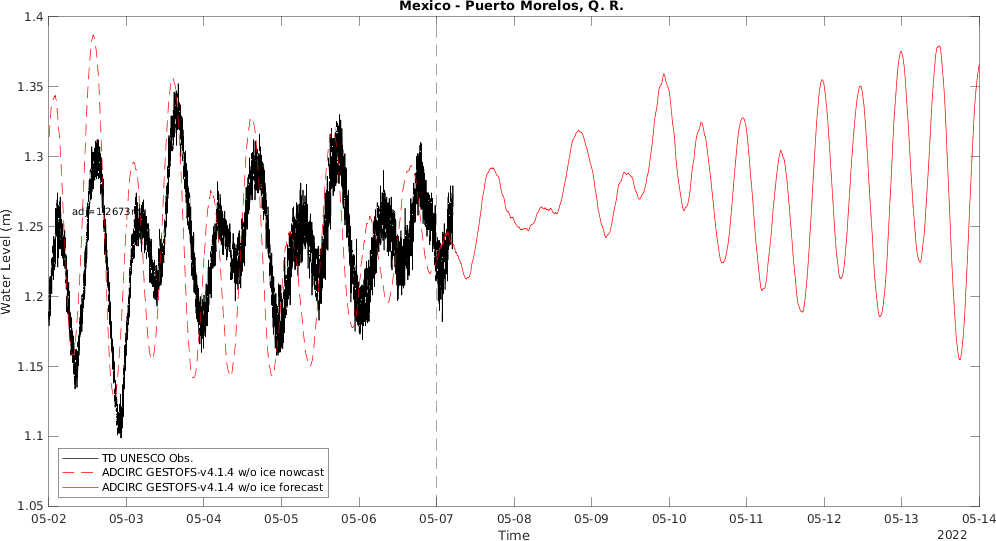 Mexico - Puerto Morelos, Q. R.
1.4
1.35
1.3
1.25
1.2
1.15
1.1
1.05
Water Level (m)
TD UNESCO Obs.
ADCIRC GESTOFS-v4.1.4 w/o ice nowcast
ADCIRC GESTOFS-v4.1.4 w/o ice forecast
05-02 05-03 05-04 05-05 05-06 05-07 05-08 05-09 05-10 05-11 05-12 05-13 05-14
Time
2022